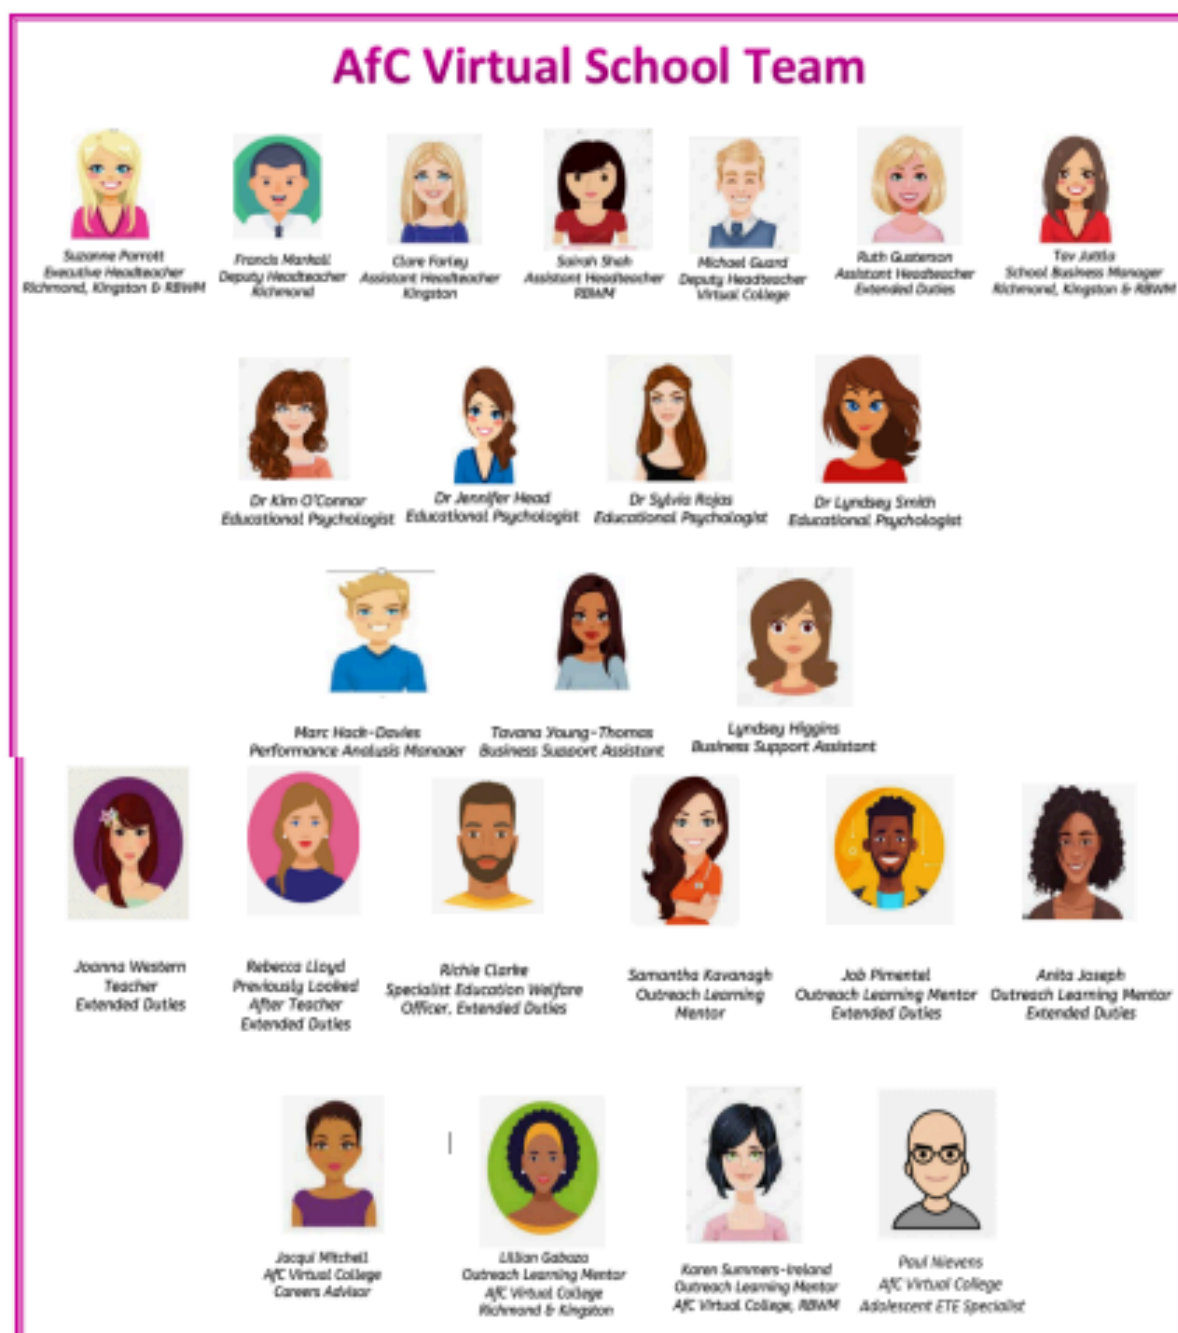 AfC Virtual School Team
Suzanne Parrott
Executive Headteacher
Richmond, Kingston & RBWM
Francis Markall
Deputy Headteacher
Richmond
Clare Farley
Assistant Headteacher
Kingston
Sairah Shah
Assistant Headteacher
RBWM
Michael Guard
Deputy Headteacher
Virtual College
Ruth
Assistant Headteacher
Extended Duties
Tav
School Business Manager
Richmond, Kingston & RBWM
Dr Kim O'Connor
Educational Psychologist
Dr Jennifer Head
Educational Psychologist
Dr Sylvia Rojas
Educational Psychologist
Dr Lyndsey Smith
Educational Psychologist
Marc Hack-Davies
Performance Analysis Manager
Tavana Young-Thomas
Business Support Assistant
Lyndsey Higgins
Business Support Assistant
Joanna Western
Teacher
Extended Duties
Rebecca Lloyd
Previously Looked
After Teacher
Extended Duties
Richie Clarke
Specialist Education Welfare
Officer, Extended Duties
Samantha Kavanagh
Outreach Learning
Mentor
Job Pimentel
Outreach Learning Mentor
Extended Duties
Anita Joseph
Outreach Learning Mentor
Extended Duties
Jacqui Mitchell
AfC Virtual College
Careers Advisor
Lillian Gabaza
Outreach Learning Mentor
AfC Virtual College
Richmond & Kingston
Karen Summers-Ireland
Outreach Learning Mentor
AfC Virtual College, RBWM
Paul Nievens
AfC Virtual College
Adolescent ETE Specialist